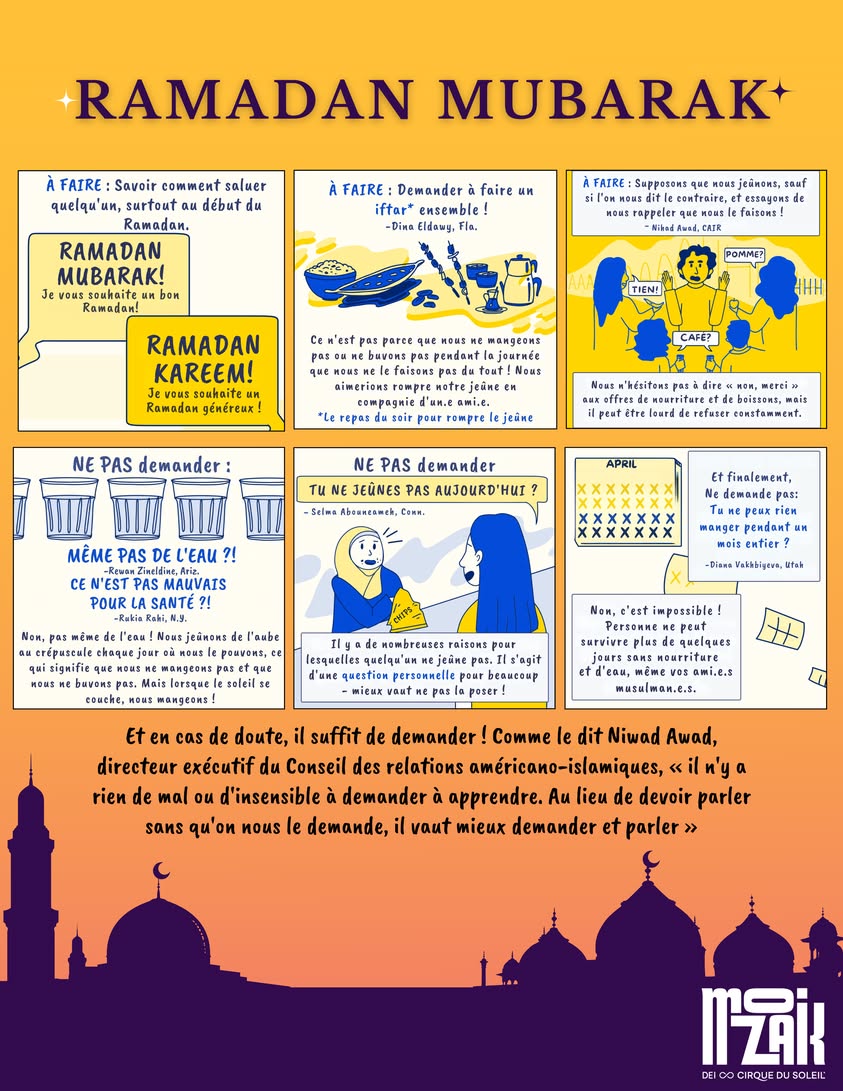 RAMADAN MUBARAK
À FAIRE : Savoir comment saluer
quelqu'un, surtout au début du
Ramadan.
RAMADAN
MUBARAK!
Je vous souhaite un bon
Ramadan!
RAMADAN
KAREEM!
Je vous souhaite un
Ramadan généreux !
À FAIRE : Demander à faire un
iftar* ensemble !
-Dina Eldawy, Fla.
Ce n'est pas parce que nous ne mangeons
pas ou ne buvons pas pendant la journée
que nous ne le faisons pas du tout ! Nous
aimerions rompre notre jeûne en
compagnie d'un.e ami.e.
*Le repas du soir pour rompre le jeûne
À FAIRE : Supposons que nous jeûnons, sauf
si l'on nous dit le contraire, et essayons de
nous rappeler que nous le faisons !
- Nihad Awad, CAIR
POMME?
TIEN!
CAFÉ?
Nous n'hésitons pas à dire « non, merci »
aux offres de nourriture et de boissons, mais
il peut être lourd de refuser constamment.
NE PAS demander :
MÊME PAS DE L'EAU ?!
-Rewan Zineldine, Ariz.
CE N'EST PAS MAUVAIS
POUR LA SANTÉ ?!
-Rukia Rahi, N.Y.
Non, pas même de l'eau ! Nous jeûnons de l'aube
au crépuscule chaque jour où nous le pouvons, ce
qui signifie que nous ne mangeons pas et que
nous ne buvons pas. Mais lorsque le soleil se
couche, nous mangeons !
NE PAS demander
TU NE JEÛNES PAS AUJOURD'HUI ?
- Selma Abouneameh, Conn.
CHIPS
Il y a de nombreuses raisons pour
lesquelles quelqu'un ne jeûne pas. Il s'agit
d'une question personnelle pour beaucoup
- mieux vaut ne pas la poser !
APRIL
Et finalement,
Ne demande pas:
Tu ne peux rien
manger pendant un
mois entier ?
-Diana Vakhbiyeva, Utah
Non, c'est impossible !
Personne ne peut
survivre plus de quelques
jours sans nourriture
et d'eau, même vos ami.e.s
musulman.e.s.
Et en cas de doute, il suffit de demander ! Comme le dit Niwad Awad,
directeur exécutif du Conseil des relations américano-islamiques, « il n'y a
rien de mal ou d'insensible à demander à apprendre. Au lieu de devoir parler
sans qu'on nous le demande, il vaut mieux demander et parler »
MOZAIK
DEI ∞ CIRQUE DU SOLEIL